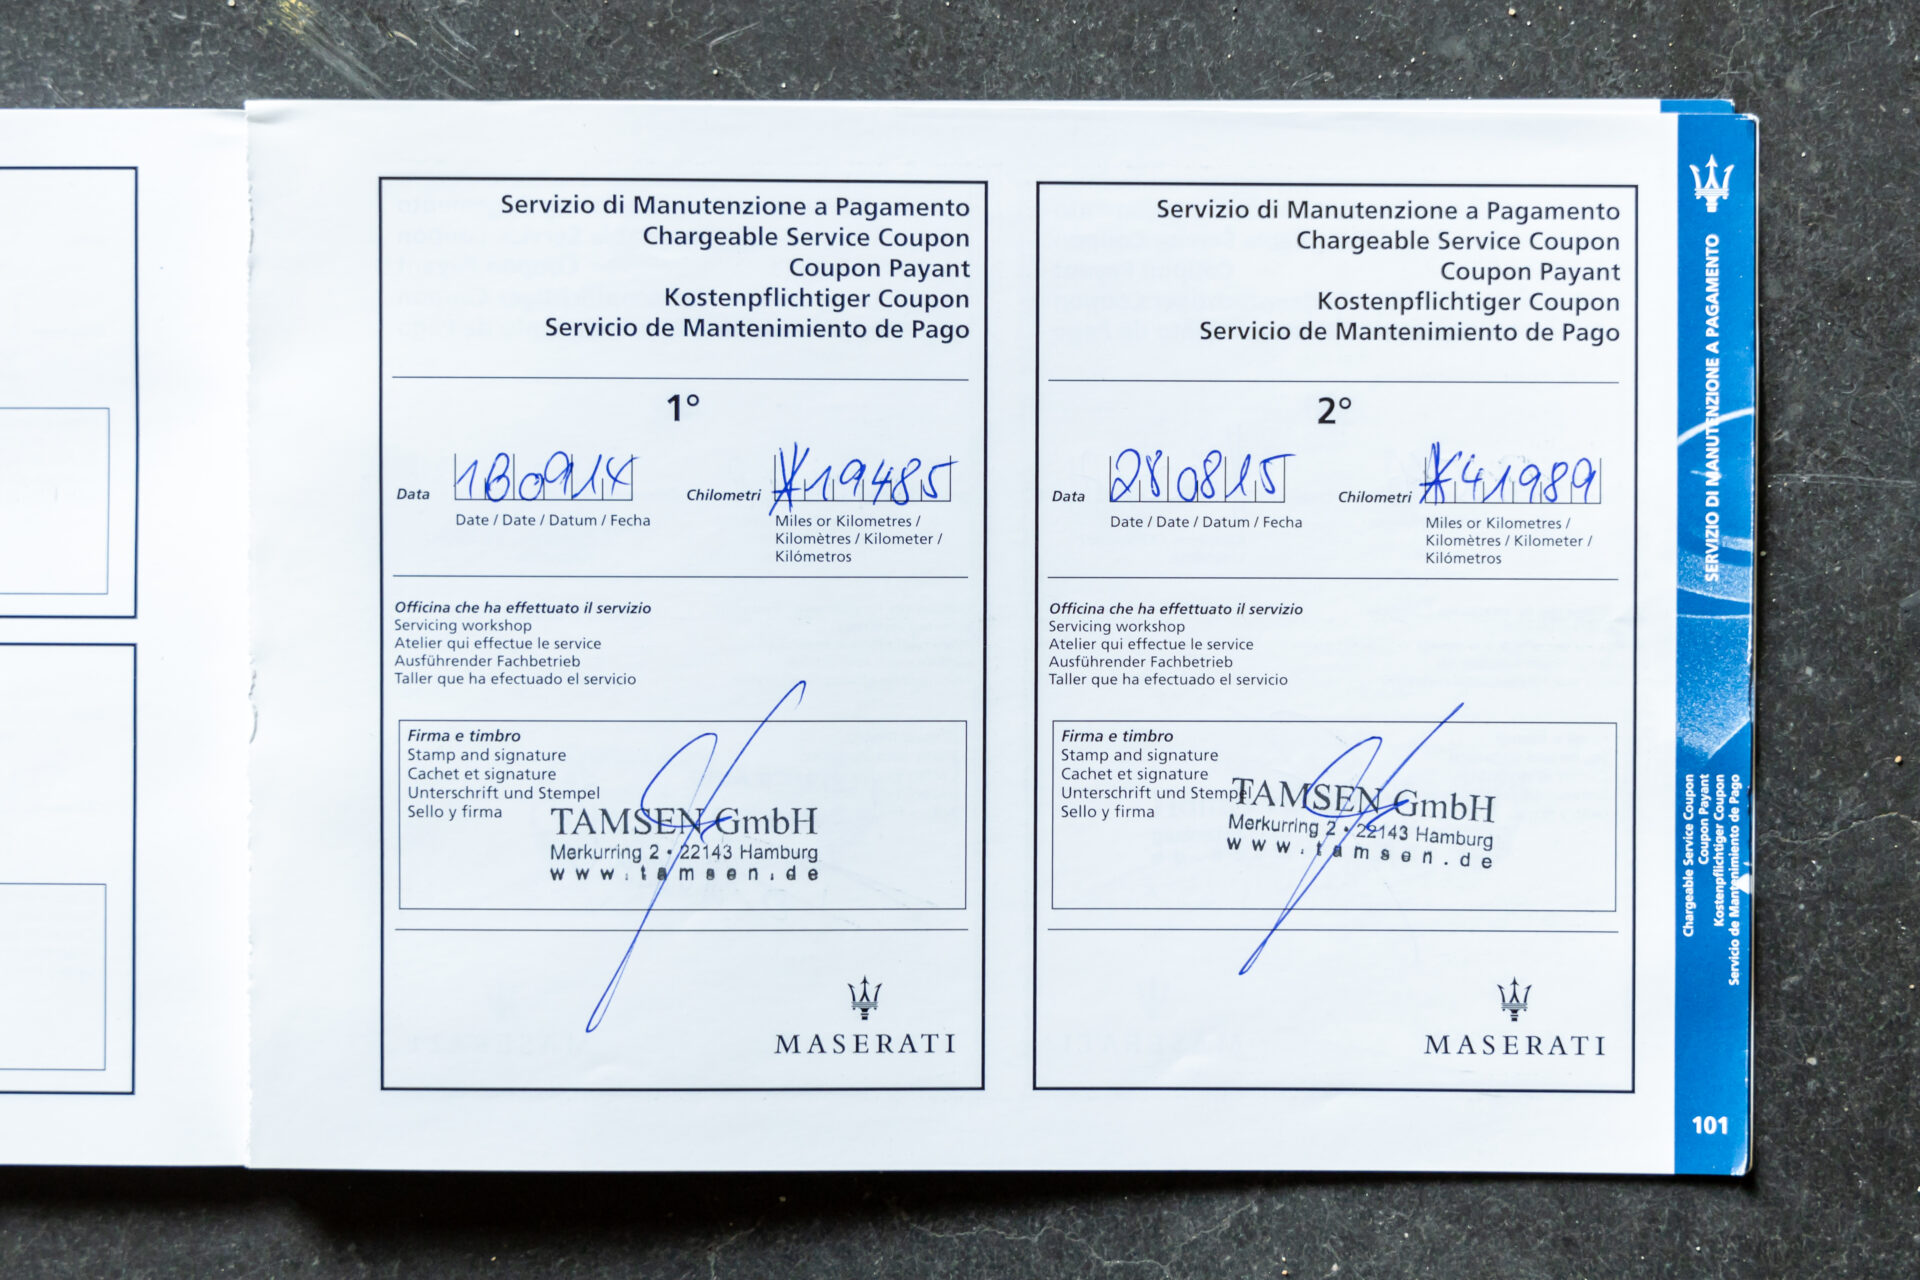 Servizio di Manutenzione a Pagamento
Chargeable Service Coupon
Coupon Payant
Kostenpflichtiger Coupon
Servicio de Mantenimiento de Pago
1°
Data
Date / Date / Datum / Fecha
Chilometri *19485
Miles or Kilometres /
Kilomètres / Kilometer /
Kilómetros
Officina che ha effettuato il servizio
Servicing workshop
Atelier qui effectue le service
Ausführender Fachbetrieb
Taller que ha efectuado el servicio
Firma e timbro
Stamp and signature
Cachet et signature
Unterschrift und Stempel
Sello y firma
TAMSEN GmbH
Merkurring 2 • 22143 Hamburg
www.tamsen.de
MASERATI
Servizio di Manutenzione a Pagamento
Chargeable Service Coupon
Coupon Payant
Kostenpflichtiger Coupon
Servicio de Mantenimiento de Pago
2°
Data 280815
Date / Date / Datum / Fecha
Chilometri *41989
Miles or Kilometres /
Kilomètres / Kilometer /
Kilómetros
Officina che ha effettuato il servizio
Servicing workshop
Atelier qui effectue le service
Ausführender Fachbetrieb
Taller que ha efectuado el servicio
Firma e timbro
Stamp and signature
Cachet et signature
Unterschrift und Stempel
Sello y firma
TAMSEN GmbH
Merkurring 2 • 22143 Hamburg
www.tamsen.de
MASERATI
SERVIZIO DI MANUTENZIONE A PAGAMENTO
Chargeable Service Coupon
Coupon Payant
Kostenpflichtiger Coupon
Servicio de Mantenimiento de Pago
101